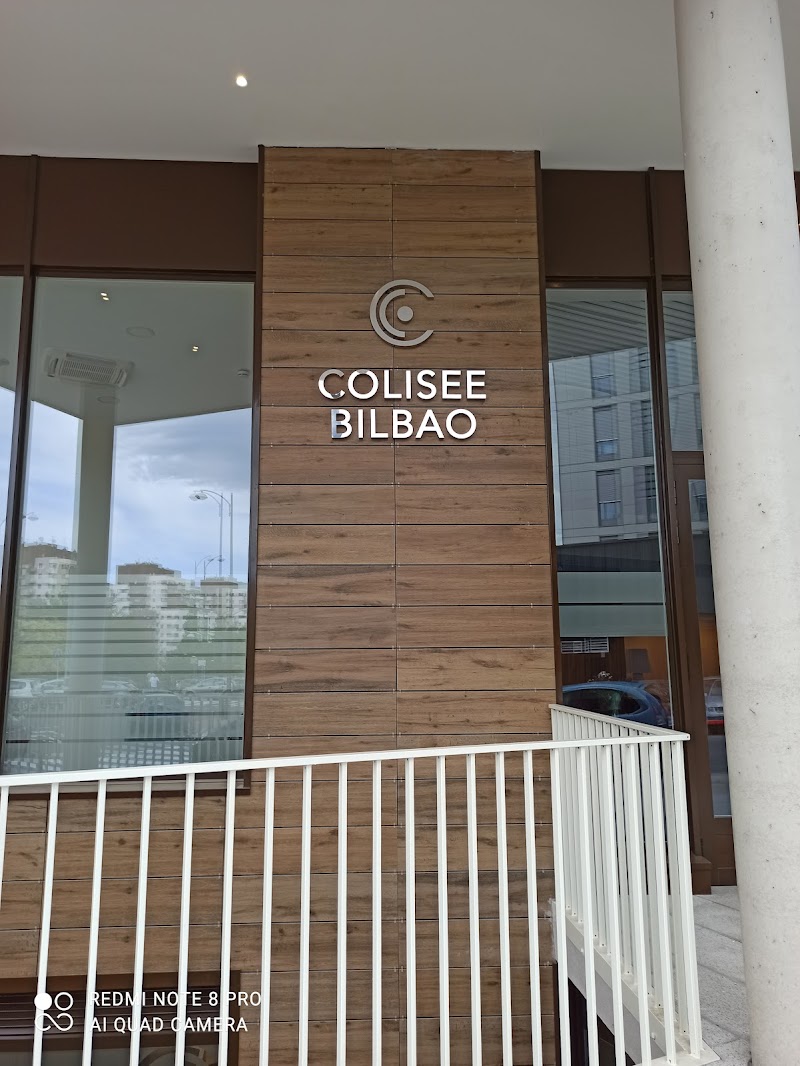 COLISEE
BILBAO
REDMI NOTE 8 PRO
AI QUAD CAMERA